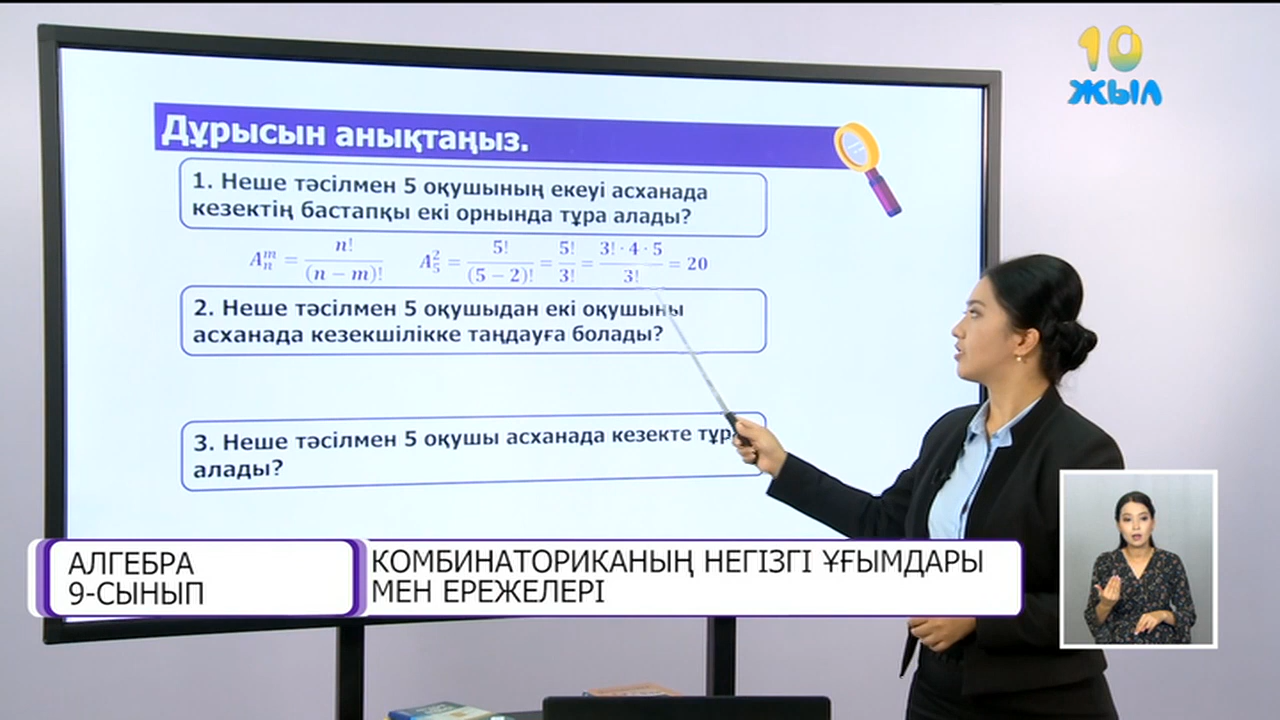 10
ЖЫЛ
Дұрысын анықтаңыз.
1. Неше тәсілмен 5 оқушының екеуі асханада
кезектің бастапқы екі орнында тұра алады?
A_n^m = n!/(n − m)!   A_5^2 = 5!/(5 − 2)! = 5!/3! = 3! · 4 · 5/3! = 20
2. Неше тәсілмен 5 оқушыдан екі оқушыны
асханада кезекшілікке таңдауға болады?
3. Неше тәсілмен 5 оқушы асханада кезекте
алады?
АЛГЕБРА
9-СЫНЫП
КОМБИНАТОРИКАНЫҢ НЕГІЗГІ ҰҒЫМДАРЫ
МЕН ЕРЕЖЕЛЕРІ